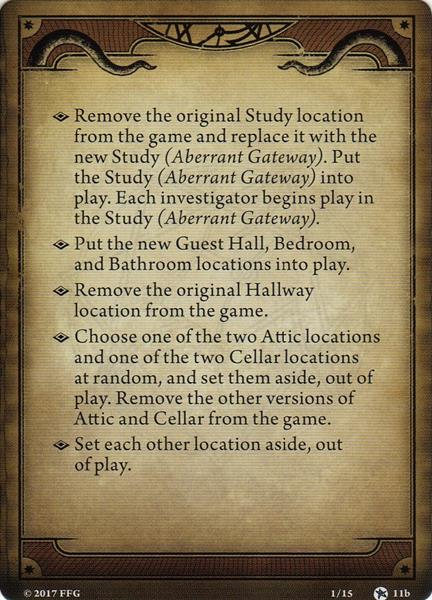 Remove the original Study location
from the game and replace it with the
new Study (Aberrant Gateway). Put
the Study (Aberrant Gateway) into
play. Each investigator begins play in
the Study (Aberrant Gateway).
Put the new Guest Hall, Bedroom,
and Bathroom locations into play.
Remove the original Hallway
location from the game.
Choose one of the two Attic locations
and one of the two Cellar locations
at random, and set them aside, out of
play. Remove the other versions of
Attic and Cellar from the game.
Set each other location aside, out
of play.
© 2017 FFG 1/15 11b